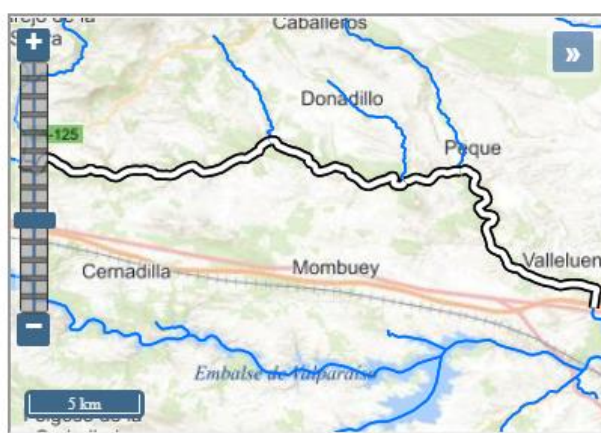 Caballeros
+
»
Donadillo
-125
Peque
Valleluen
Cernadilla
Mombuey
−
Embalse de Valparaíso
5 km